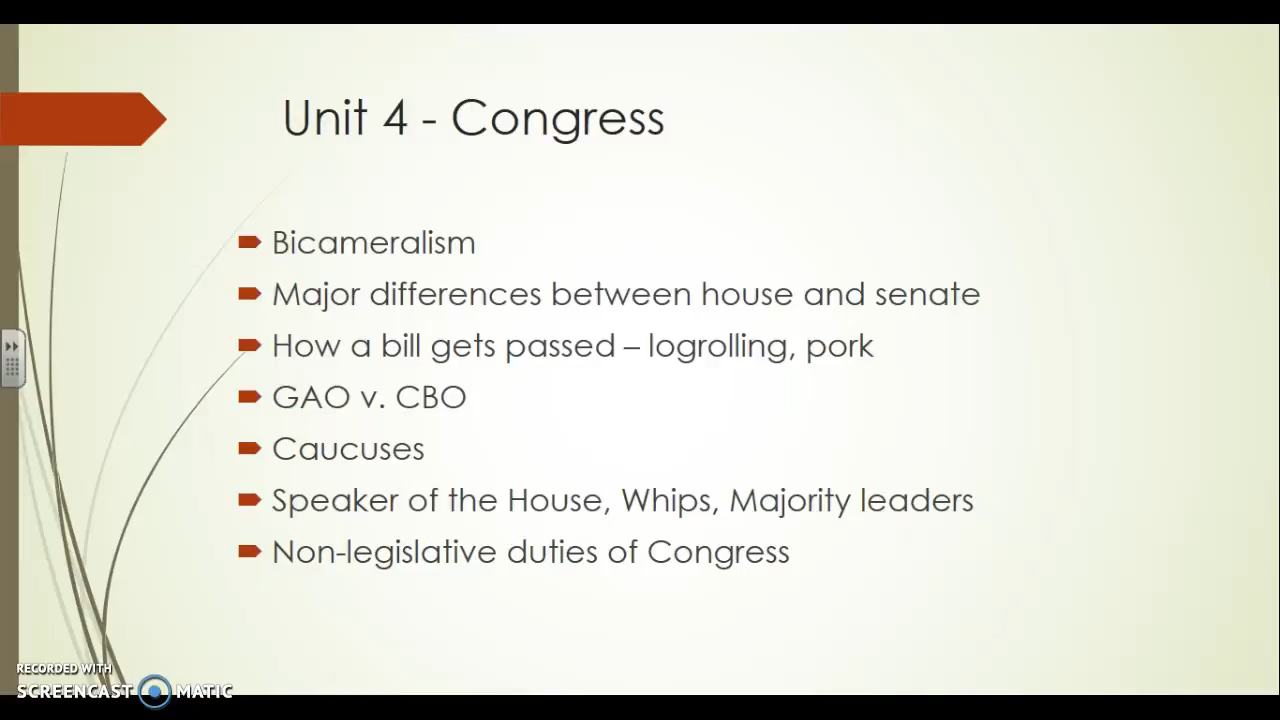 Unit 4 - Congress
Bicameralism
Major differences between house and senate
How a bill gets passed – logrolling, pork
GAO v. CBO
Caucuses
Speaker of the House, Whips, Majority leaders
Non-legislative duties of Congress
RECORDED WITH
SCREENCAST MATIC